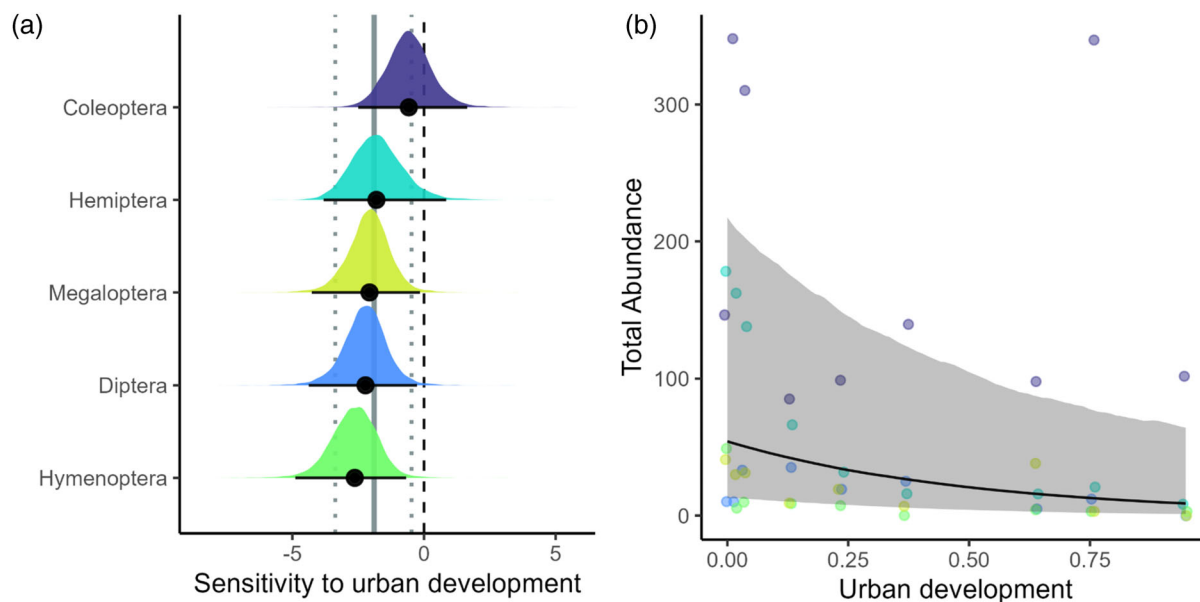 (a)
Coleoptera
Hemiptera
Megaloptera
Diptera
Hymenoptera
-5
0
5
Sensitivity to urban development
(b)
Total Abundance
300
200
100
0
0.00
0.25
0.50
0.75
Urban development